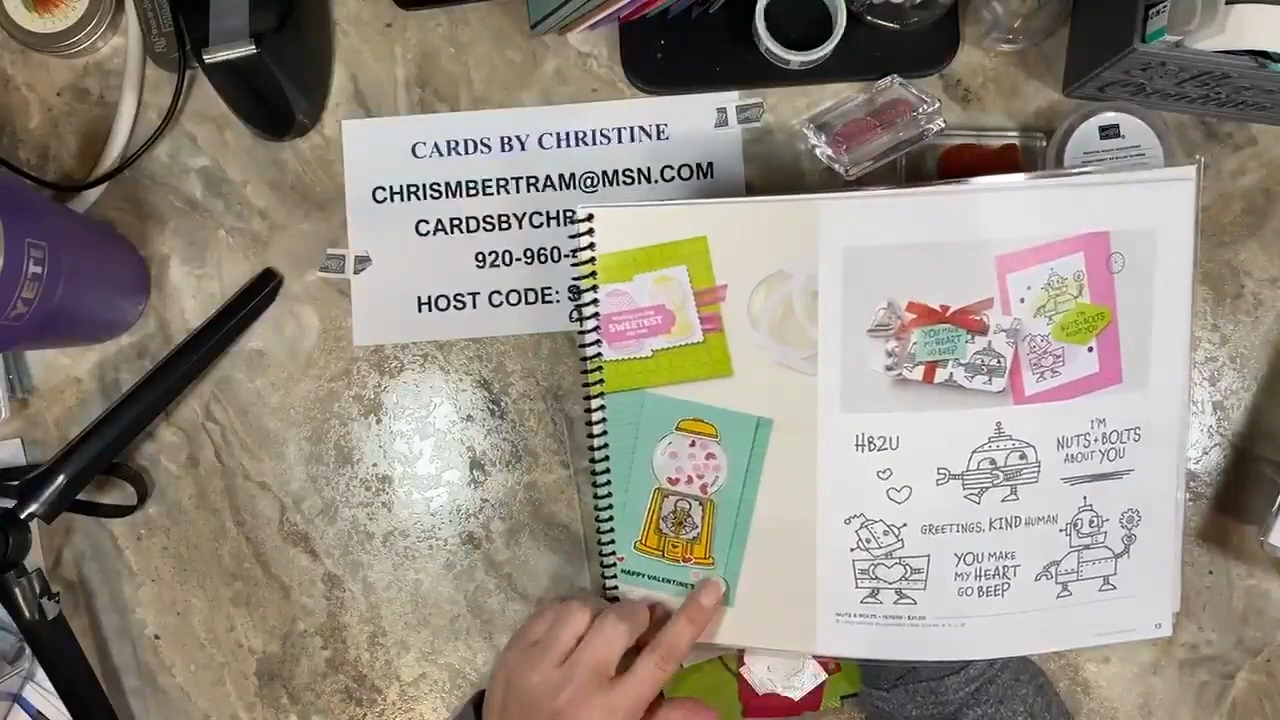 CARDS BY CHRISTINE
CHRISMBERTRAM@MSN.COM
CARDSBYCHR
920-960-
HOST CODE:
YETI
SWEETEST
HAPPY VALENTINE'S
YOU MAKE
MY HEART
GO BEEP
I'M
NUTS+BOLTS
ABOUT YOU
HB2U
I'M
NUTS+BOLTS
ABOUT YOU
GREETINGS, KIND HUMAN
YOU MAKE
MY HEART
GO BEEP
13